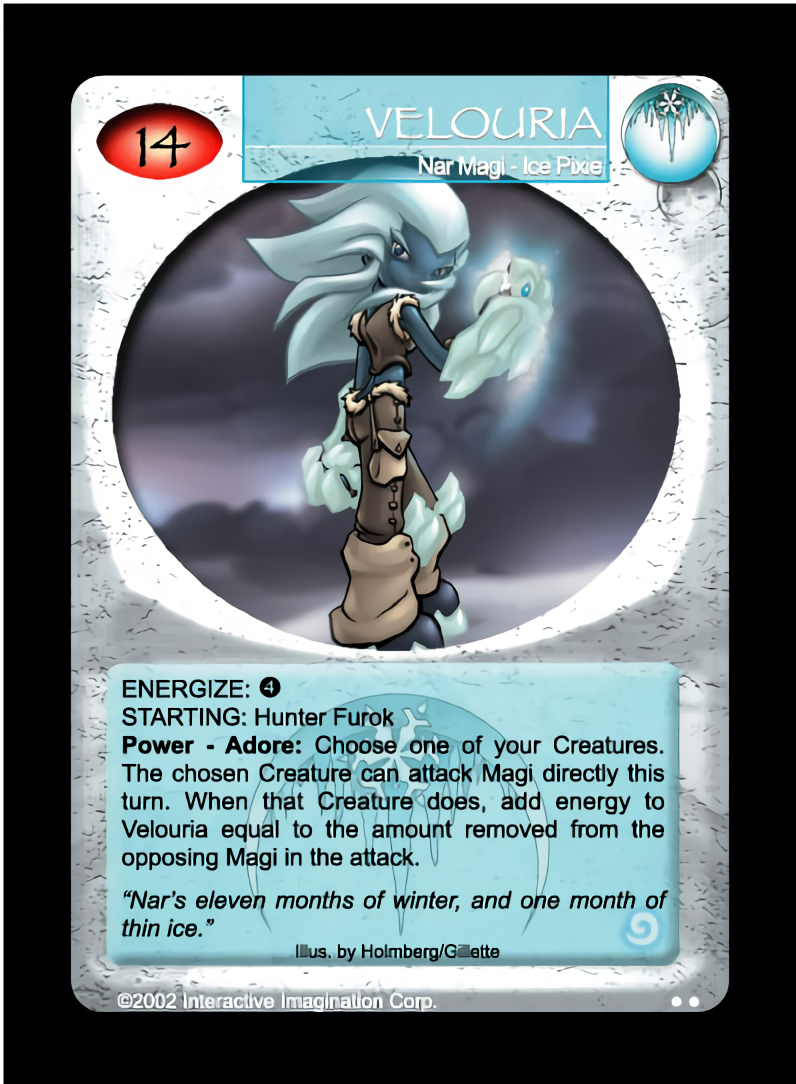 14
VELOURIA
Nar Magi - Ice Pixie
ENERGIZE: 4
STARTING: Hunter Furok
Power - Adore: Choose one of your Creatures.
The chosen Creature can attack Magi directly this
turn. When that Creature does, add energy to
Velouria equal to the amount removed from the
opposing Magi in the attack.
“Nar's eleven months of winter, and one month of
thin ice.”
Illus. by Holmberg/Gillette
©2002 Interactive Imagination Corp.